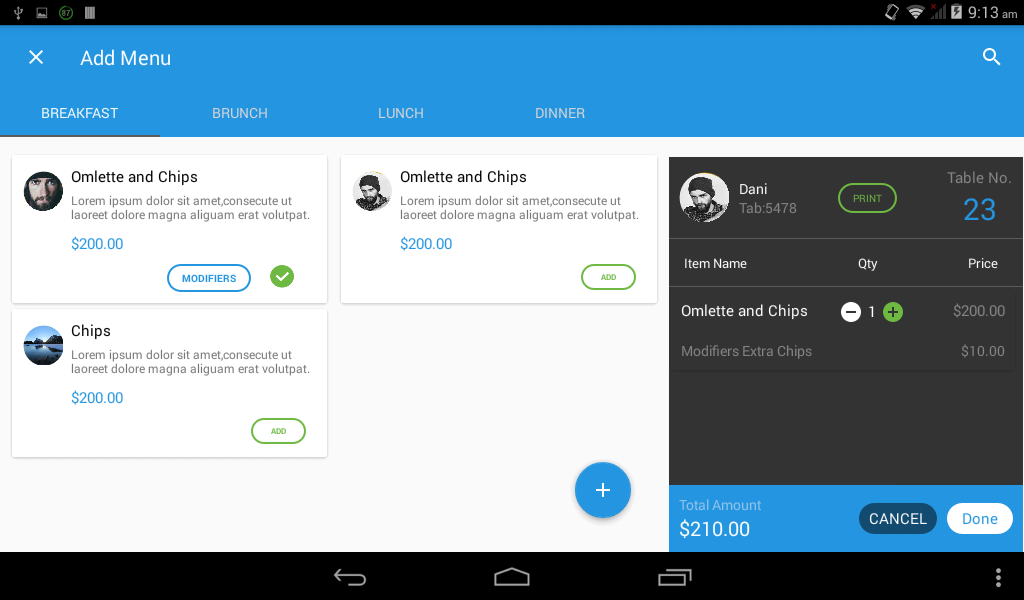 87
9:13 am
Add Menu
BREAKFAST
BRUNCH
LUNCH
DINNER
Omlette and Chips
Lorem ipsum dolor sit amet,consecute ut
laoreet dolore magna aliguam erat volutpat.
$200.00
MODIFIERS
Omlette and Chips
Lorem ipsum dolor sit amet,consecute ut
laoreet dolore magna aliguam erat volutpat.
$200.00
ADD
Chips
Lorem ipsum dolor sit amet,consecute ut
laoreet dolore magna aliguam erat volutpat.
$200.00
ADD
Dani
Tab:5478
PRINT
Table No.
23
Item Name
Qty
Price
Omlette and Chips
1
$200.00
Modifiers Extra Chips
$10.00
Total Amount
$210.00
CANCEL
Done